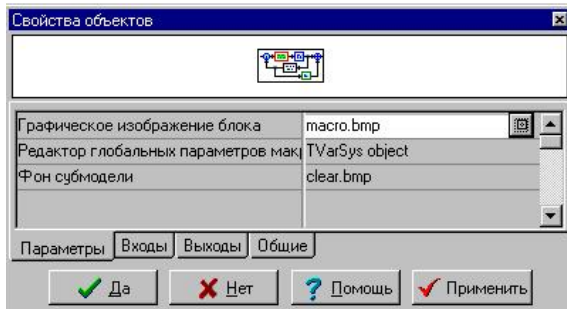 Свойства объектов
Графическое изображение блока macro.bmp
Редактор глобальных параметров мак TVarSys object
Фон субмодели clear.bmp
Параметры Входы Выходы Общие
Да Нет Помощь Применить